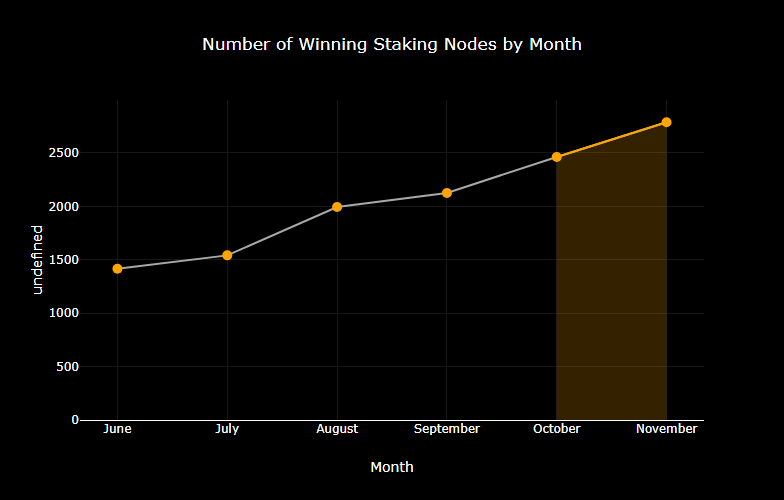 Number of Winning Staking Nodes by Month
2500
2000
1500
1000
500
0
undefined
June
July
August
September
October
November
Month